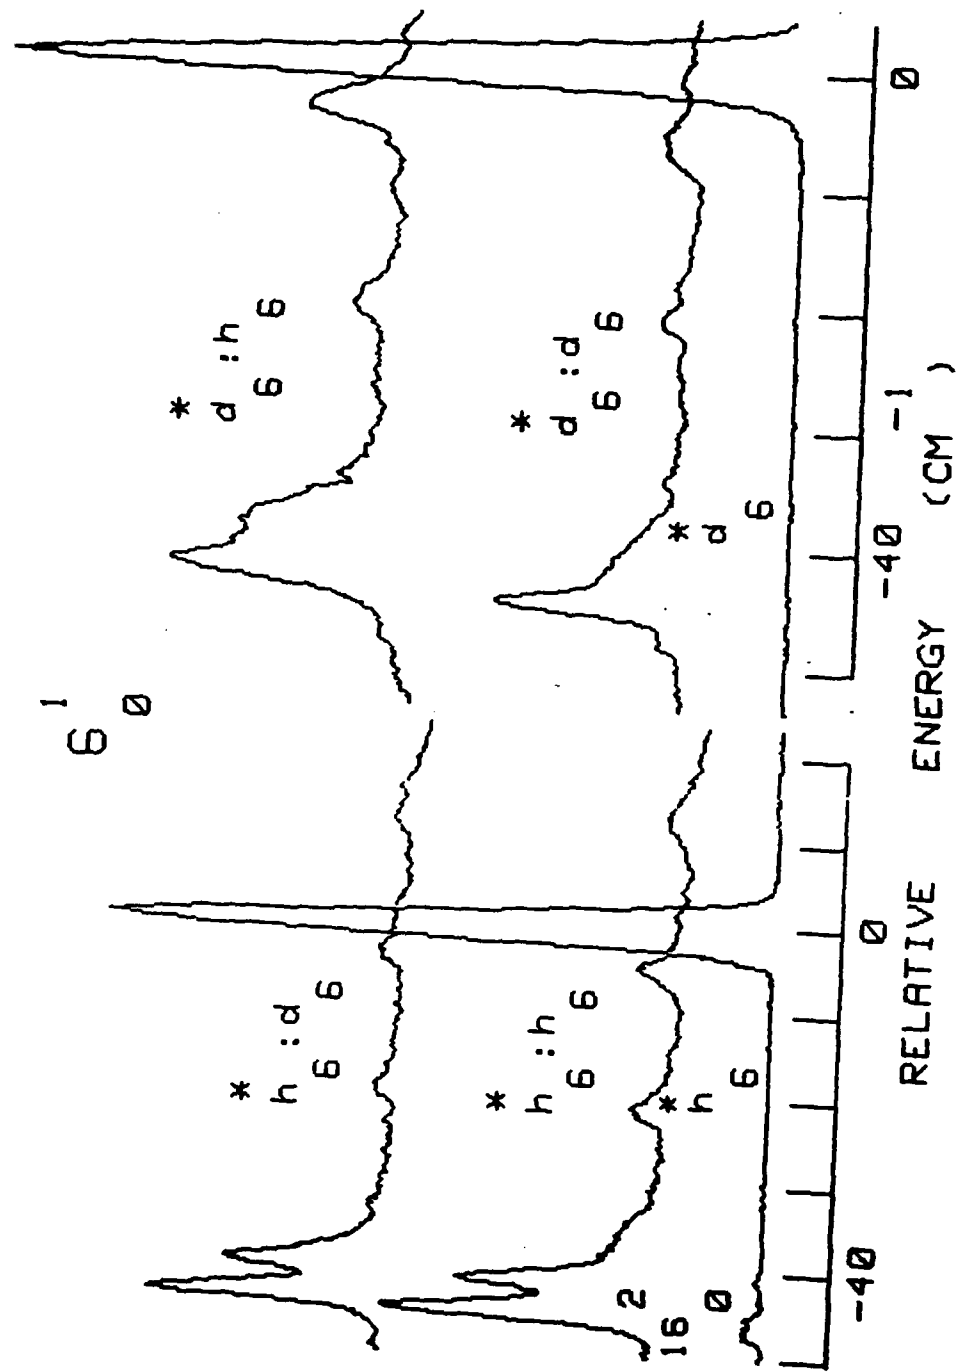 6 1 0
* h 6 :d 6
* d 6 :h 6
* h 6 :h 6
* d 6 :d 6
16 2 0
* h 6
* d 6
-40 0 -40 0
RELATIVE ENERGY (CM -1 )